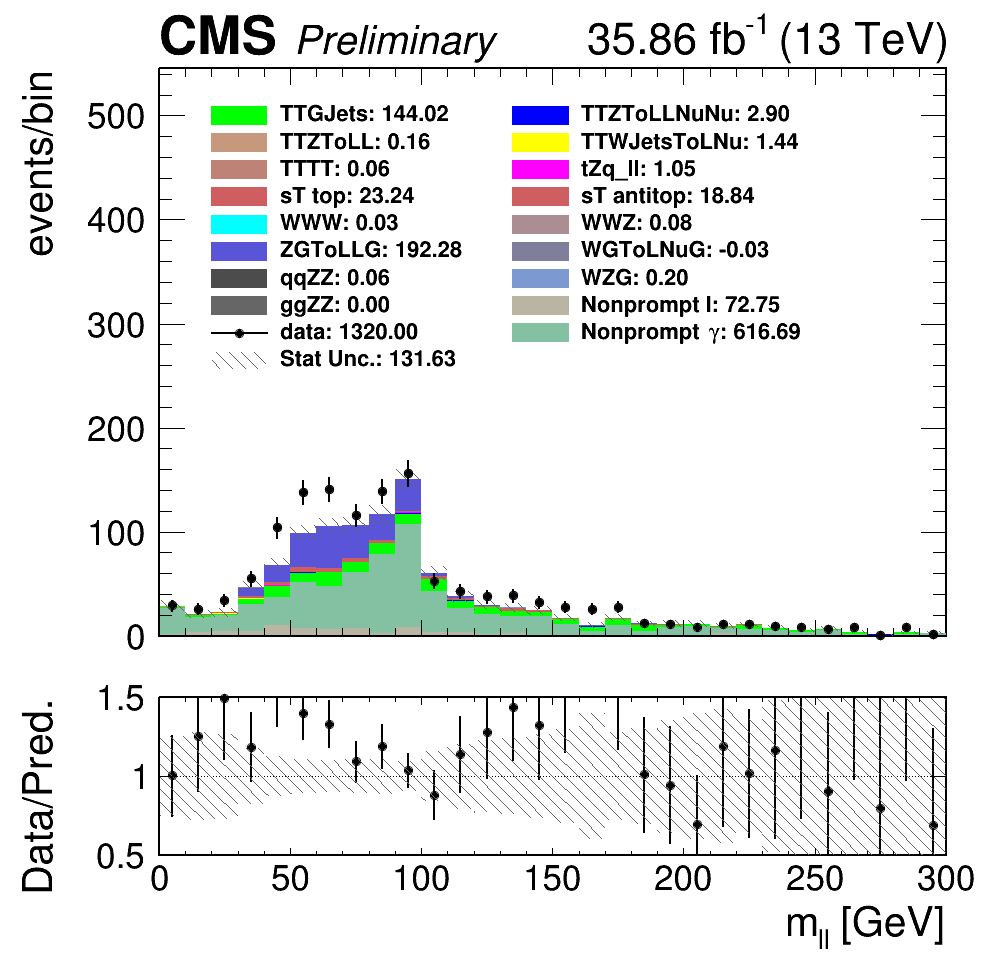 CMS Preliminary 35.86 fb-1 (13 TeV)
events/bin
500
400
300
200
100
0
TTGJets: 144.02
TTZToLLNuNu: 2.90
TTZToLL: 0.16
TTWJetsToLNu: 1.44
TTTT: 0.06
tZq_ll: 1.05
sT top: 23.24
sT antitop: 18.84
WWW: 0.03
WWZ: 0.08
ZGToLLG: 192.28
WGToLNuG: -0.03
qqZZ: 0.06
WZG: 0.20
ggZZ: 0.00
Nonprompt l: 72.75
data: 1320.00
Nonprompt γ: 616.69
Stat Unc.: 131.63
Data/Pred.
1.5
1
0.5
0 50 100 150 200 250 300
mll [GeV]